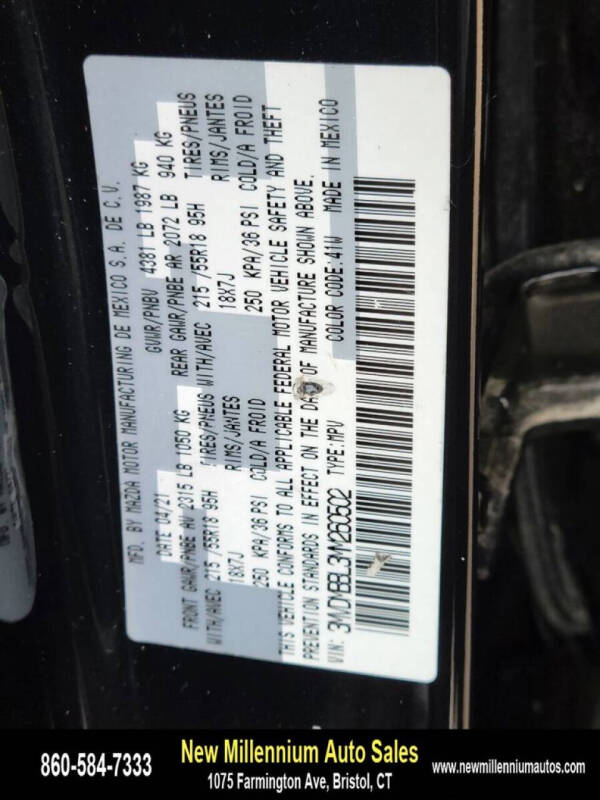 MFG. BY MAZDA MOTOR MANUFACTURING DE MEXICO S.A. DE C.V.
DATE 04/21 GVWR/PNBV 4381 LB 1987 KG
FRONT GAWR/PNBE AV 2315 LB 1050 KG REAR GAWR/PNBE AR 2072 LB 940 KG
WITH/AVEC 215/55R18 95H TIRES/PNEUS WITH/AVEC 215/55R18 95H TIRES/PNEUS
18X7J RIMS/JANTES 18X7J RIMS/JANTES
250 KPA/36 PSI COLD/A FROID 250 KPA/36 PSI COLD/A FROID
THIS VEHICLE CONFORMS TO ALL APPLICABLE FEDERAL MOTOR VEHICLE SAFETY AND THEFT
PREVENTION STANDARDS IN EFFECT ON THE DATE OF MANUFACTURE SHOWN ABOVE.
VIN: 3MVDMBBL3MM260502 TYPE:MPV COLOR CODE:41W MADE IN MEXICO
860-584-7333
New Millennium Auto Sales
1075 Farmington Ave, Bristol, CT
www.newmillenniumautos.com